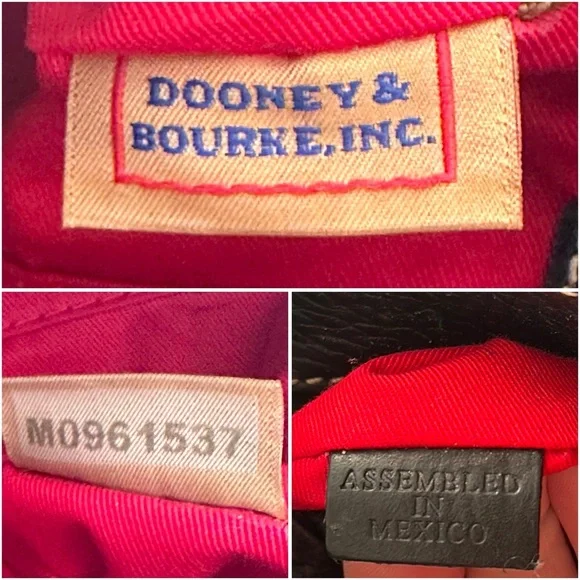 DOONEY &
BOURKE, INC.
M0961537
ASSEMBLED
IN
MEXICO